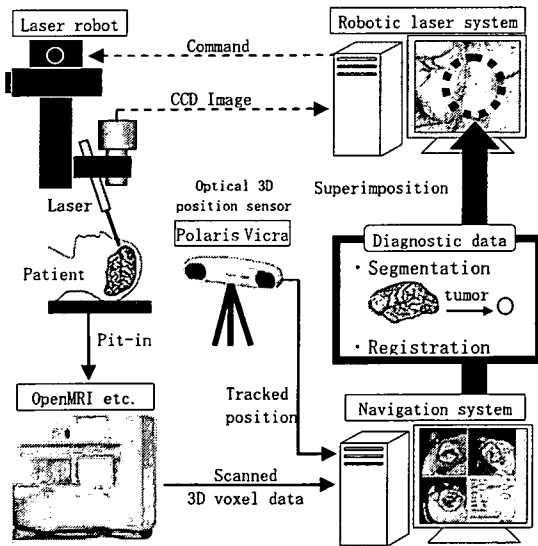 Laser robot
Robotic laser system
Command
CCD Image
Laser
Optical 3D
position sensor
Polaris Vicra
Superimposition
Patient
Diagnostic data
・Segmentation
tumor
・Registration
Pit-in
OpenMRI etc.
Tracked
position
Navigation system
Scanned
3D voxel data